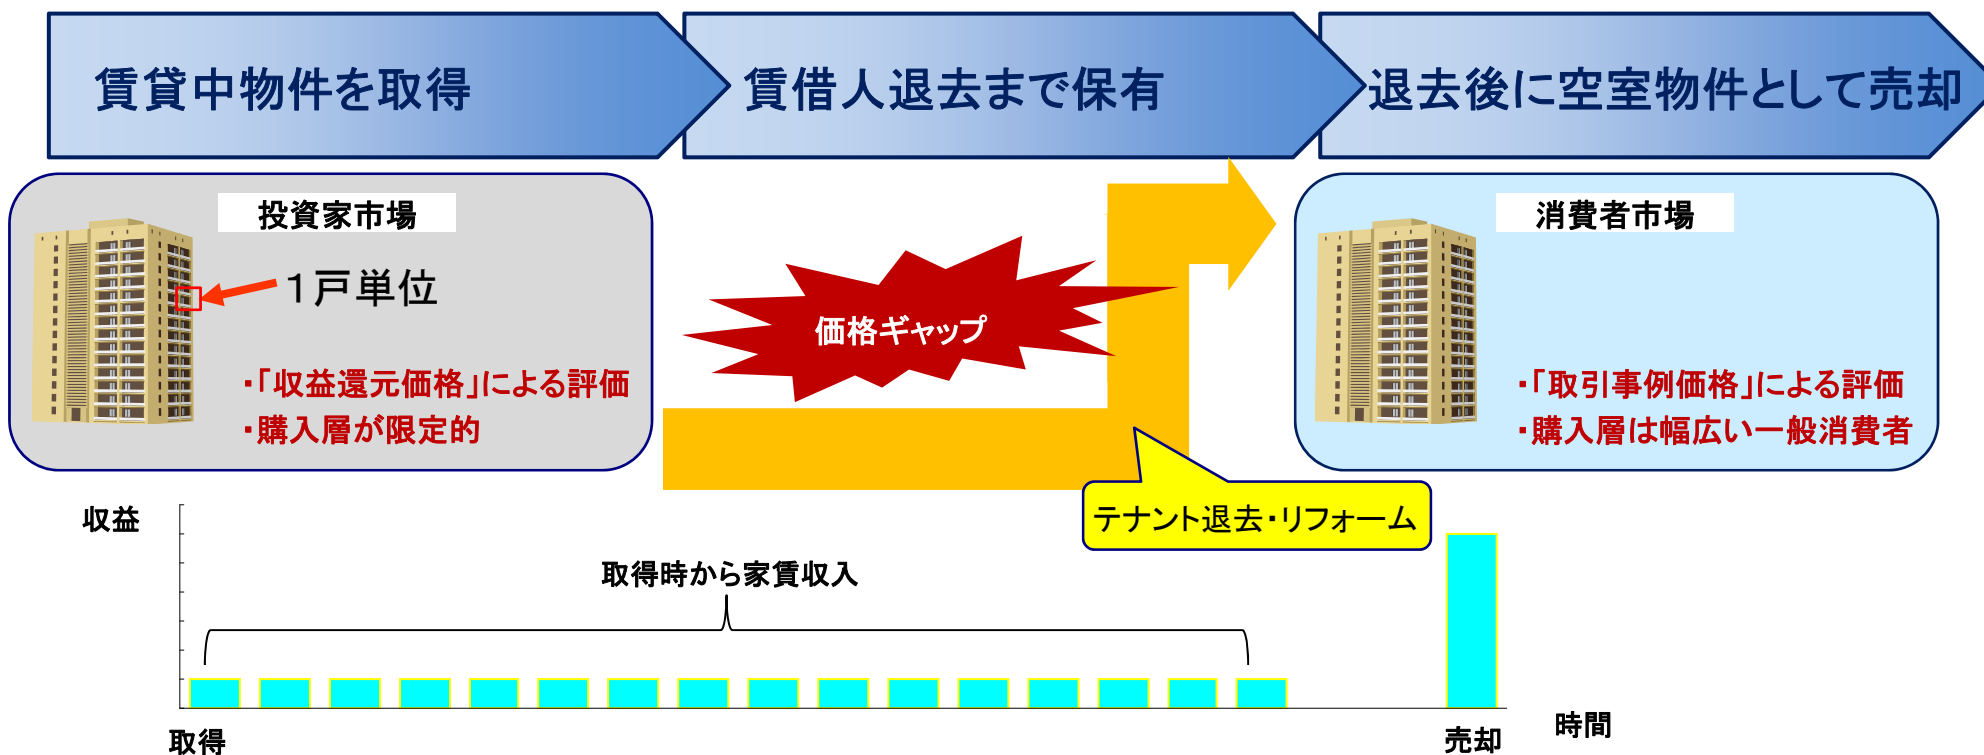 賃貸中物件を取得
賃借人退去まで保有
退去後に空室物件として売却
投資家市場
1戸単位
・「収益還元価格」による評価
・購入層が限定的
価格ギャップ
消費者市場
・「取引事例価格」による評価
・購入層は幅広い一般消費者
テナント退去・リフォーム
収益
取得時から家賃収入
取得
売却
時間